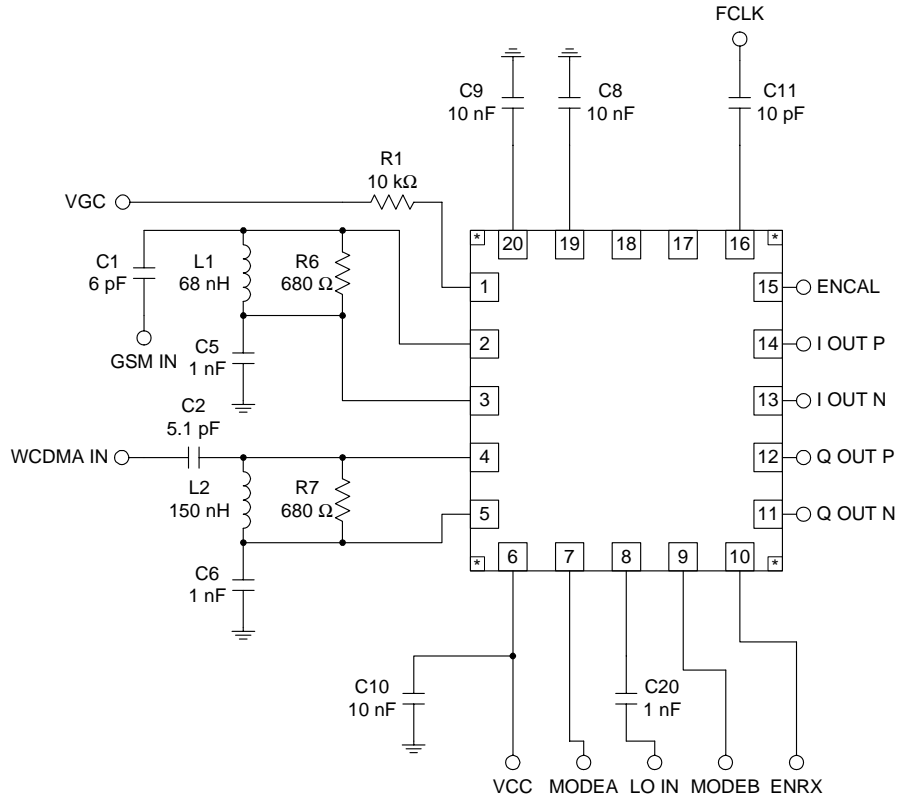 FCLK
C9
10 nF
C8
10 nF
C11
10 pF
R1
10 kΩ
VGC
* 20 19 18 17 16 *
C1
6 pF
L1
68 nH
R6
680 Ω
1
15 ENCAL
GSM IN
C5
1 nF
2
14 I OUT P
3
13 I OUT N
C2
5.1 pF
WCDMA IN
4
12 Q OUT P
L2
150 nH
R7
680 Ω
5
11 Q OUT N
* 6 7 8 9 10 *
C6
1 nF
C10
10 nF
C20
1 nF
VCC MODEA LO IN MODEB ENRX